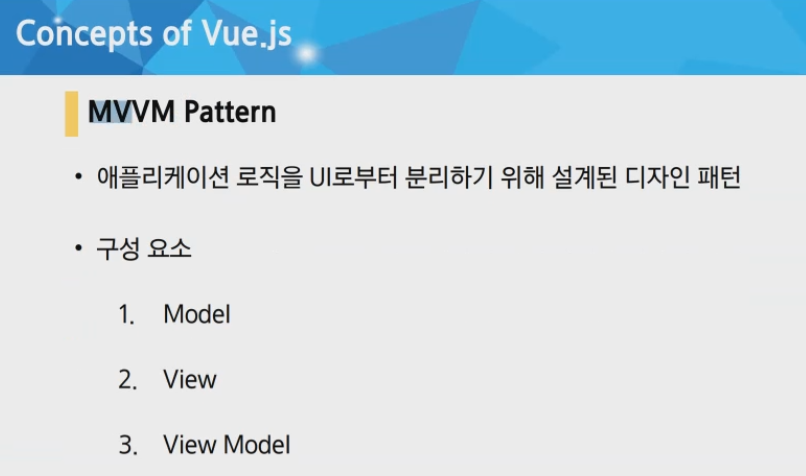 Concepts of Vue.js
MVVM Pattern
• 애플리케이션 로직을 UI로부터 분리하기 위해 설계된 디자인 패턴
• 구성 요소
1. Model
2. View
3. View Model